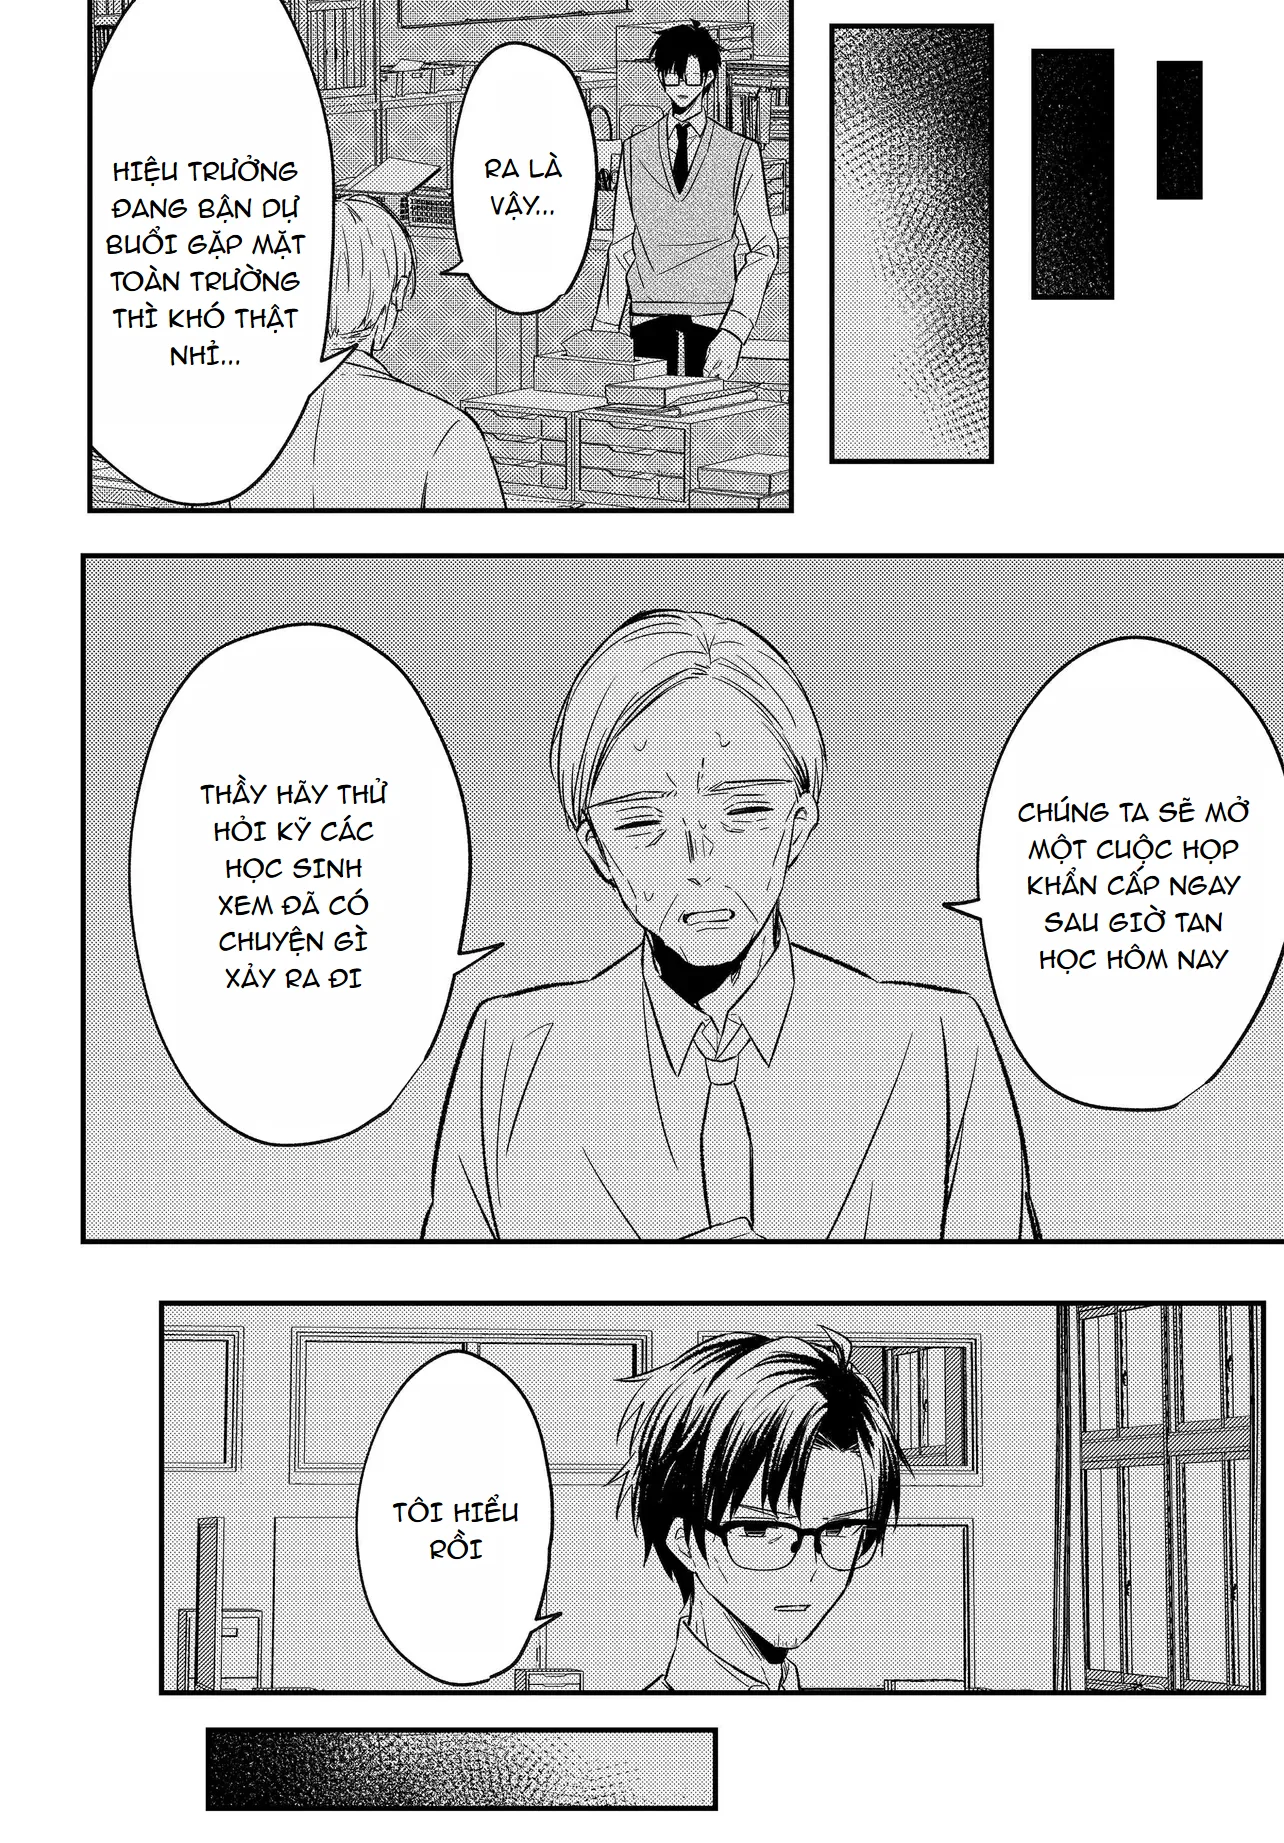 RA LÀ
VẬY...
HIỆU TRƯỞNG
ĐANG BẬN DỰ
BUỔI GẶP MẶT
TOÀN TRƯỜNG
THÌ KHÓ THẬT
NHỈ...
CHÚNG TA SẼ MỞ
MỘT CUỘC HỌP
KHẨN CẤP NGAY
SAU GIỜ TAN
HỌC HÔM NAY
THẦY HÃY THỬ
HỎI KỸ CÁC
HỌC SINH
XEM ĐÃ CÓ
CHUYỆN GÌ
XẢY RA ĐI
TÔI HIỂU
RỒI